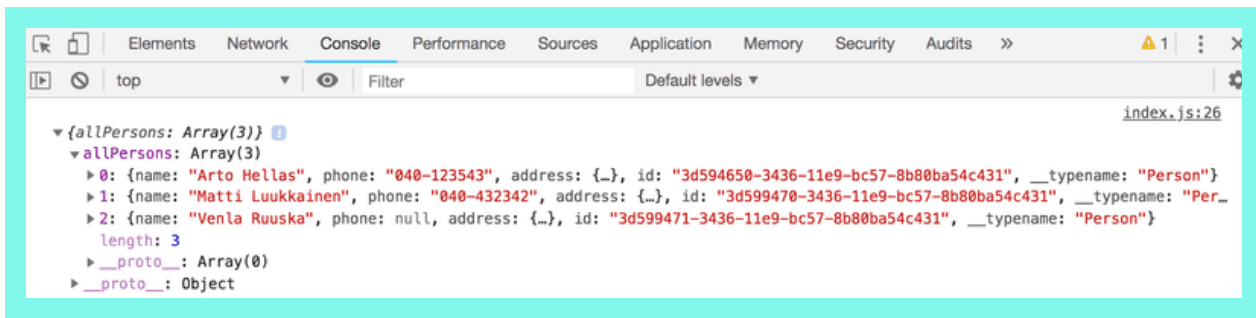 Elements Network Console Performance Sources Application Memory Security Audits » 1
top Filter Default levels ▼
index.js:26
▼{allPersons: Array(3)} i
▼allPersons: Array(3)
▶0: {name: "Arto Hellas", phone: "040-123543", address: {…}, id: "3d594650-3436-11e9-bc57-8b80ba54c431", __typename: "Person"}
▶1: {name: "Matti Luukkainen", phone: "040-432342", address: {…}, id: "3d599470-3436-11e9-bc57-8b80ba54c431", __typename: "Per…
▶2: {name: "Venla Ruuska", phone: null, address: {…}, id: "3d599471-3436-11e9-bc57-8b80ba54c431", __typename: "Person"}
length: 3
▶__proto__: Array(0)
▶__proto__: Object